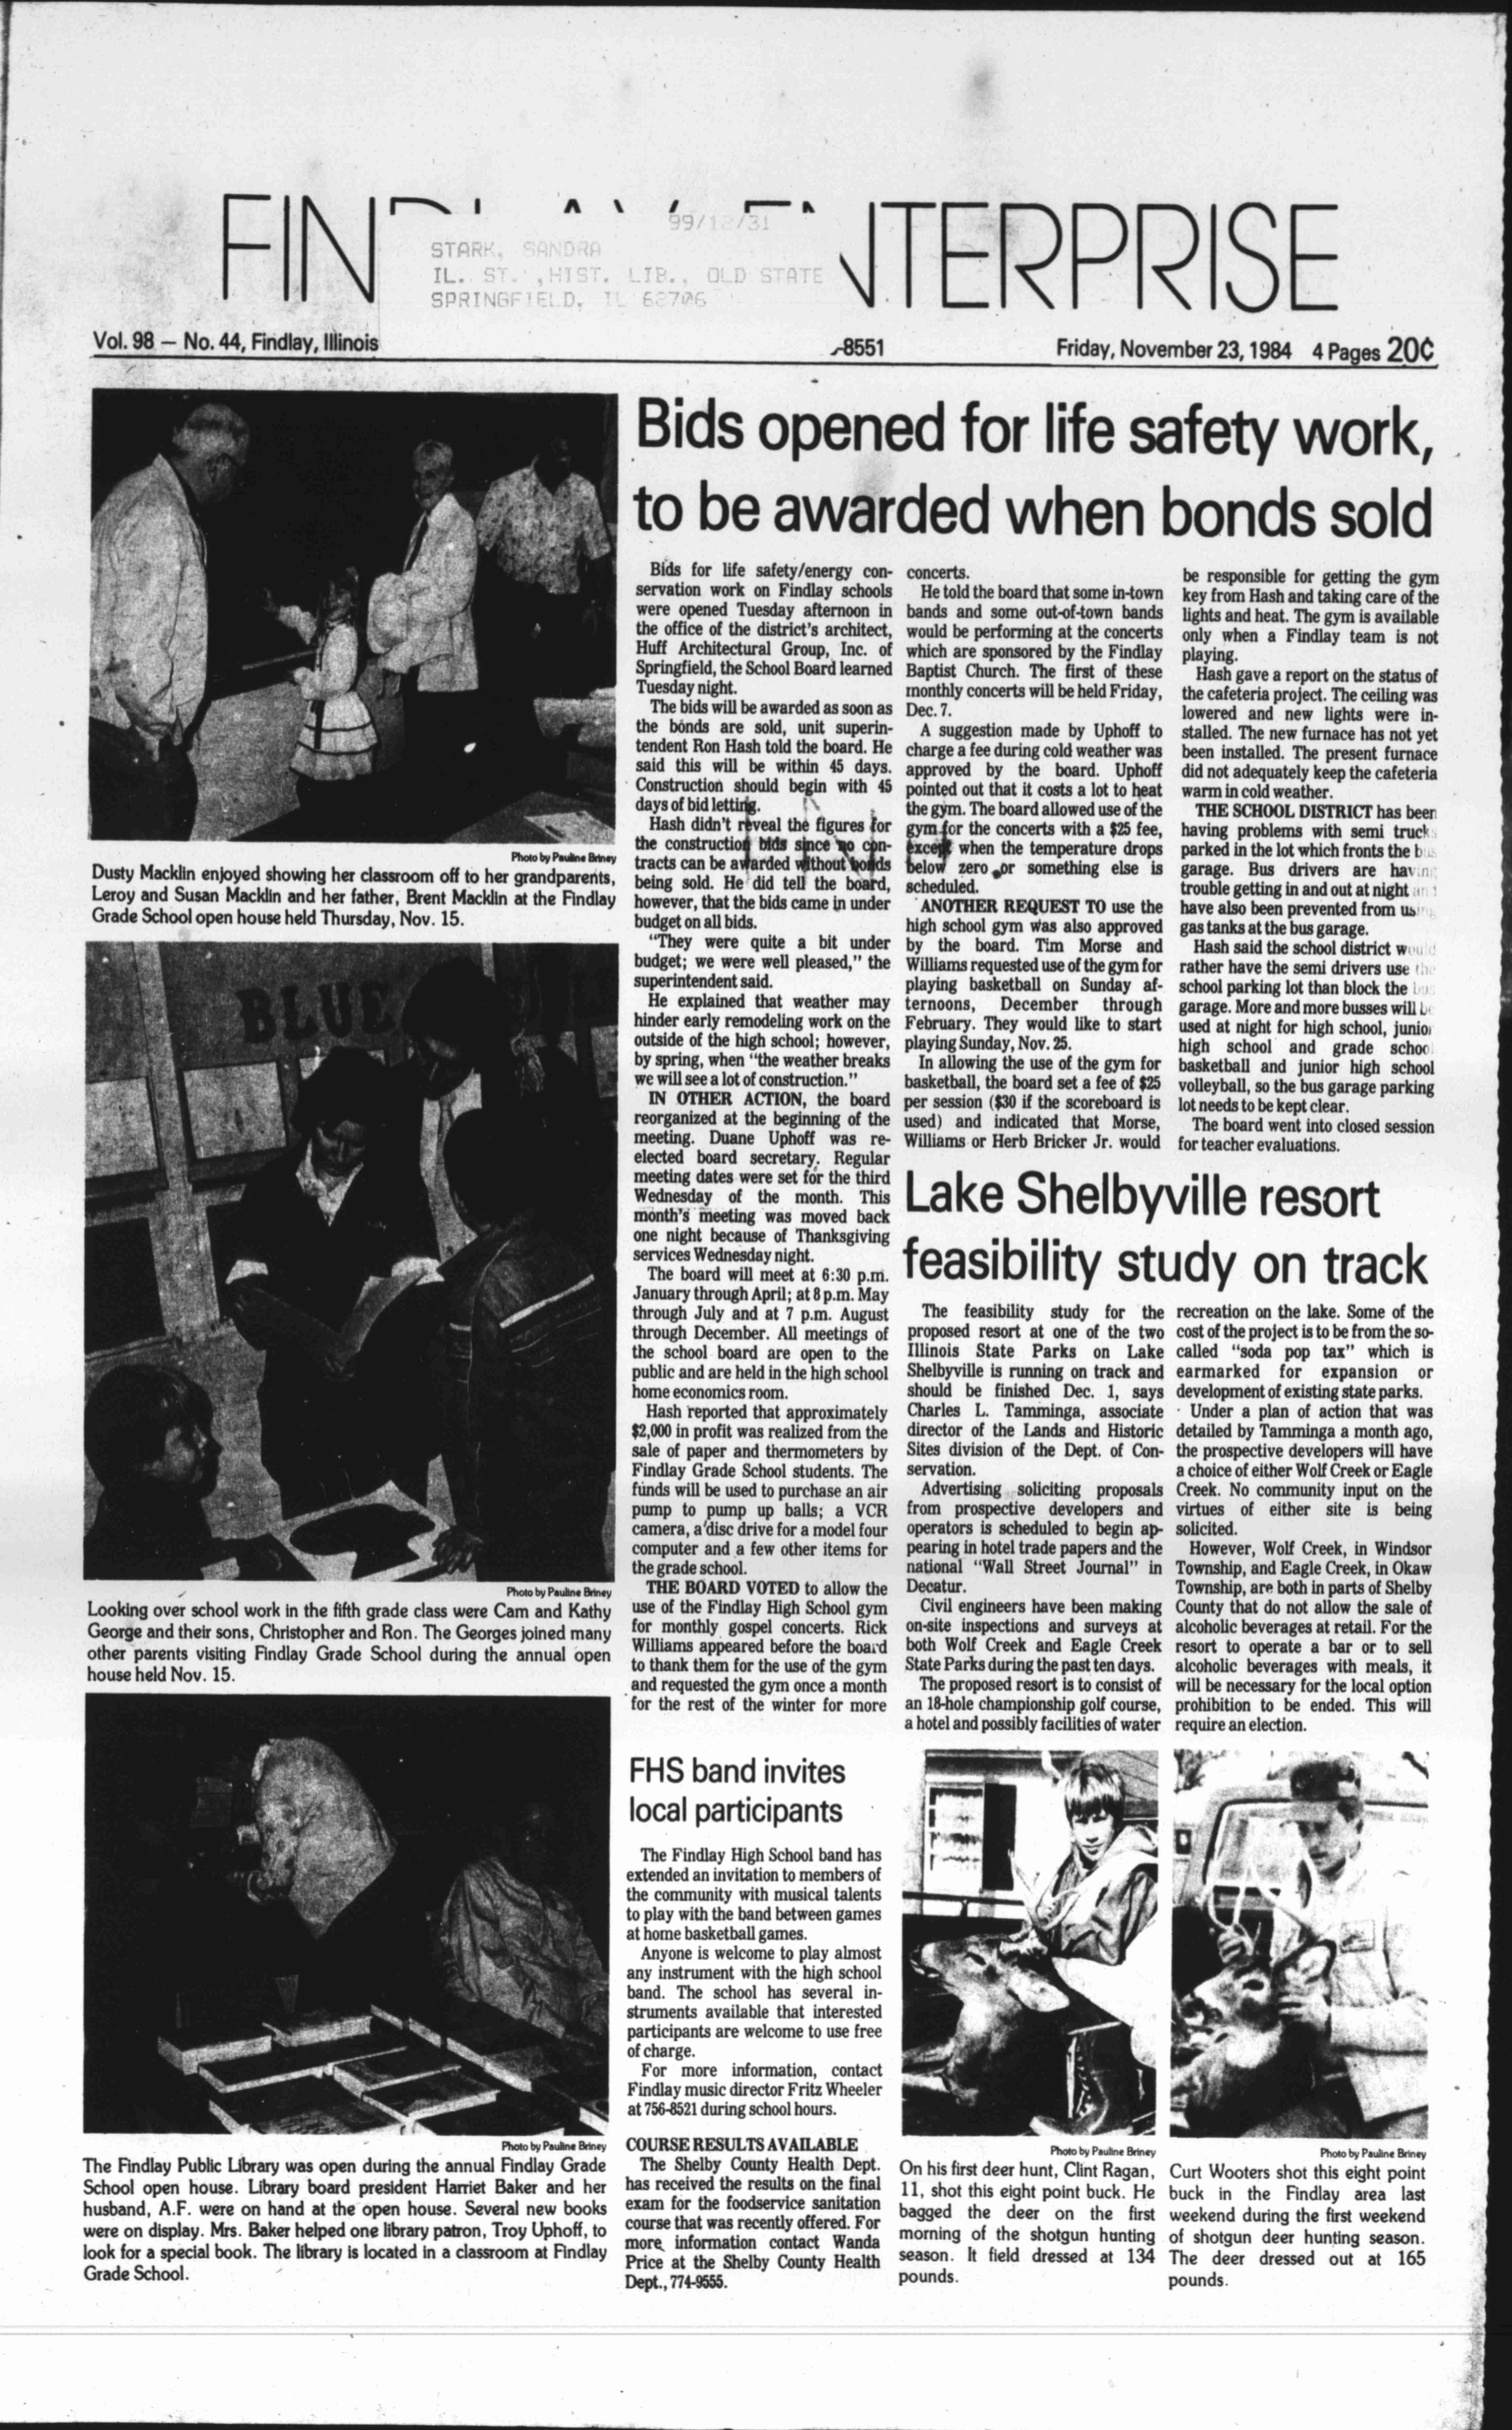 FIN
NTERPRISE
99/12/31
STARK, SANDRA
IL. ST. , HIST. LIB., OLD STATE
SPRINGFIELD, IL 62706
Vol. 98 — No. 44, Findlay, Illinois
-8551
Friday, November 23, 1984 4 Pages 20¢
Photo by Pauline Briney
Dusty Macklin enjoyed showing her classroom off to her grandparents,
Leroy and Susan Macklin and her father, Brent Macklin at the Findlay
Grade School open house held Thursday, Nov. 15.
BLUE
Photo by Pauline Briney
Looking over school work in the fifth grade class were Cam and Kathy
George and their sons, Christopher and Ron. The Georges joined many
other parents visiting Findlay Grade School during the annual open
house held Nov. 15.
Photo by Pauline Briney
The Findlay Public Library was open during the annual Findlay Grade
School open house. Library board president Harriet Baker and her
husband, A.F. were on hand at the open house. Several new books
were on display. Mrs. Baker helped one library patron, Troy Uphoff, to
look for a special book. The library is located in a classroom at Findlay
Grade School.
Bids opened for life safety work,
to be awarded when bonds sold
Bids for life safety/energy con-
servation work on Findlay schools
were opened Tuesday afternoon in
the office of the district's architect,
Huff Architectural Group, Inc. of
Springfield, the School Board learned
Tuesday night.
The bids will be awarded as soon as
the bonds are sold, unit superin-
tendent Ron Hash told the board. He
said this will be within 45 days.
Construction should begin with 45
days of bid letting.
Hash didn't reveal the figures for
the construction bids since no con-
tracts can be awarded without bonds
being sold. He did tell the board,
however, that the bids came in under
budget on all bids.
"They were quite a bit under
budget; we were well pleased," the
superintendent said.
He explained that weather may
hinder early remodeling work on the
outside of the high school; however,
by spring, when "the weather breaks
we will see a lot of construction."
IN OTHER ACTION, the board
reorganized at the beginning of the
meeting. Duane Uphoff was re-
elected board secretary. Regular
meeting dates were set for the third
Wednesday of the month. This
month's meeting was moved back
one night because of Thanksgiving
services Wednesday night.
The board will meet at 6:30 p.m.
January through April; at 8 p.m. May
through July and at 7 p.m. August
through December. All meetings of
the school board are open to the
public and are held in the high school
home economics room.
Hash reported that approximately
$2,000 in profit was realized from the
sale of paper and thermometers by
Findlay Grade School students. The
funds will be used to purchase an air
pump to pump up balls; a VCR
camera, a disc drive for a model four
computer and a few other items for
the grade school.
THE BOARD VOTED to allow the
use of the Findlay High School gym
for monthly gospel concerts. Rick
Williams appeared before the board
to thank them for the use of the gym
and requested the gym once a month
for the rest of the winter for more
concerts.
He told the board that some in-town
bands and some out-of-town bands
would be performing at the concerts
which are sponsored by the Findlay
Baptist Church. The first of these
monthly concerts will be held Friday,
Dec. 7.
A suggestion made by Uphoff to
charge a fee during cold weather was
approved by the board. Uphoff
pointed out that it costs a lot to heat
the gym. The board allowed use of the
gym for the concerts with a $25 fee,
except when the temperature drops
below zero or something else is
scheduled.
ANOTHER REQUEST TO use the
high school gym was also approved
by the board. Tim Morse and
Williams requested use of the gym for
playing basketball on Sunday af-
ternoons, December through
February. They would like to start
playing Sunday, Nov. 25.
In allowing the use of the gym for
basketball, the board set a fee of $25
per session ($30 if the scoreboard is
used) and indicated that Morse,
Williams or Herb Bricker Jr. would
be responsible for getting the gym
key from Hash and taking care of the
lights and heat. The gym is available
only when a Findlay team is not
playing.
Hash gave a report on the status of
the cafeteria project. The ceiling was
lowered and new lights were in-
stalled. The new furnace has not yet
been installed. The present furnace
did not adequately keep the cafeteria
warm in cold weather.
THE SCHOOL DISTRICT has been
having problems with semi trucks
parked in the lot which fronts the bus
garage. Bus drivers are having
trouble getting in and out at night and
have also been prevented from using
gas tanks at the bus garage.
Hash said the school district would
rather have the semi drivers use the
school parking lot than block the bus
garage. More and more busses will be
used at night for high school, junior
high school and grade school
basketball and junior high school
volleyball, so the bus garage parking
lot needs to be kept clear.
The board went into closed session
for teacher evaluations.
Lake Shelbyville resort
feasibility study on track
The feasibility study for the
proposed resort at one of the two
Illinois State Parks on Lake
Shelbyville is running on track and
should be finished Dec. 1, says
Charles L. Tamminga, associate
director of the Lands and Historic
Sites division of the Dept. of Con-
servation.
Advertising soliciting proposals
from prospective developers and
operators is scheduled to begin ap-
pearing in hotel trade papers and the
national "Wall Street Journal" in
Decatur.
Civil engineers have been making
on-site inspections and surveys at
both Wolf Creek and Eagle Creek
State Parks during the past ten days.
The proposed resort is to consist of
an 18-hole championship golf course,
a hotel and possibly facilities of water
recreation on the lake. Some of the
cost of the project is to be from the so-
called "soda pop tax" which is
earmarked for expansion or
development of existing state parks.
Under a plan of action that was
detailed by Tamminga a month ago,
the prospective developers will have
a choice of either Wolf Creek or Eagle
Creek. No community input on the
virtues of either site is being
solicited.
However, Wolf Creek, in Windsor
Township, and Eagle Creek, in Okaw
Township, are both in parts of Shelby
County that do not allow the sale of
alcoholic beverages at retail. For the
resort to operate a bar or to sell
alcoholic beverages with meals, it
will be necessary for the local option
prohibition to be ended. This will
require an election.
FHS band invites
local participants
The Findlay High School band has
extended an invitation to members of
the community with musical talents
to play with the band between games
at home basketball games.
Anyone is welcome to play almost
any instrument with the high school
band. The school has several in-
struments available that interested
participants are welcome to use free
of charge.
For more information, contact
Findlay music director Fritz Wheeler
at 756-8521 during school hours.
COURSE RESULTS AVAILABLE
The Shelby County Health Dept.
has received the results on the final
exam for the foodservice sanitation
course that was recently offered. For
more information contact Wanda
Price at the Shelby County Health
Dept., 774-9555.
Photo by Pauline Briney
On his first deer hunt, Clint Ragan,
11, shot this eight point buck. He
bagged the deer on the first
morning of the shotgun hunting
season. It field dressed at 134
pounds.
Photo by Pauline Briney
Curt Wooters shot this eight point
buck in the Findlay area last
weekend during the first weekend
of shotgun deer hunting season.
The deer dressed out at 165
pounds.